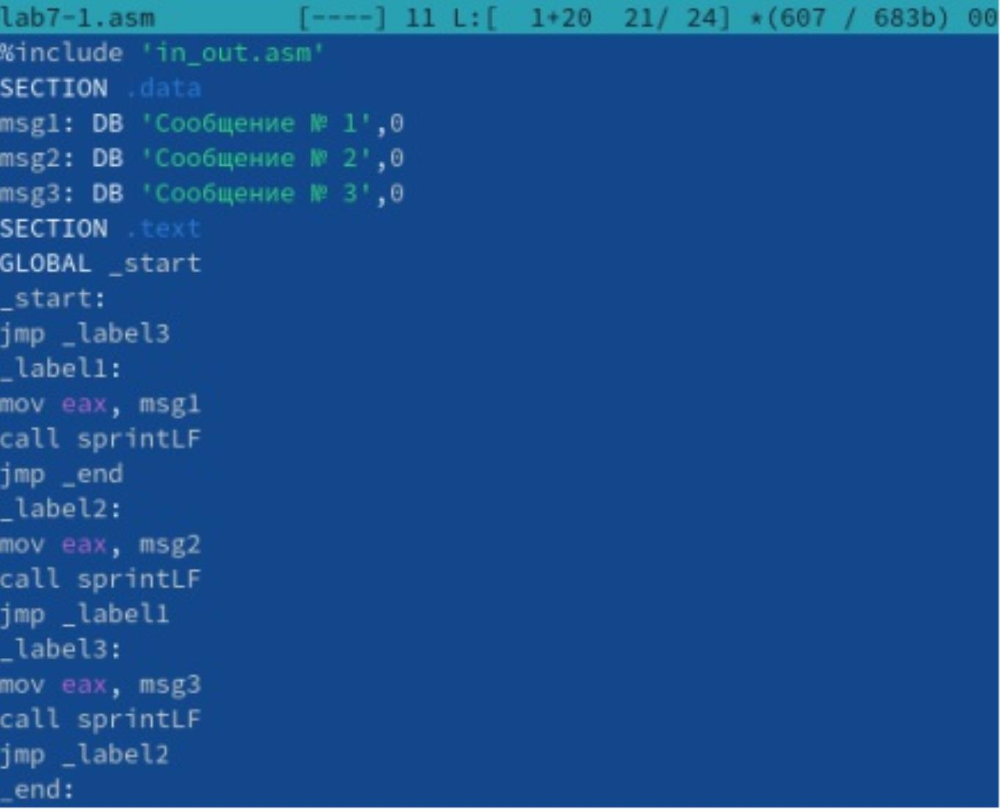 lab7-1.asm [----] 11 L:[ 1+20 21/ 24] *(607 / 683b) 00
%include 'in_out.asm'
SECTION .data
msg1: DB 'Сообщение № 1',0
msg2: DB 'Сообщение № 2',0
msg3: DB 'Сообщение № 3',0
SECTION .text
GLOBAL _start
_start:
jmp _label3
_label1:
mov eax, msg1
call sprintLF
jmp _end
_label2:
mov eax, msg2
call sprintLF
jmp _label1
_label3:
mov eax, msg3
call sprintLF
jmp _label2
_end: